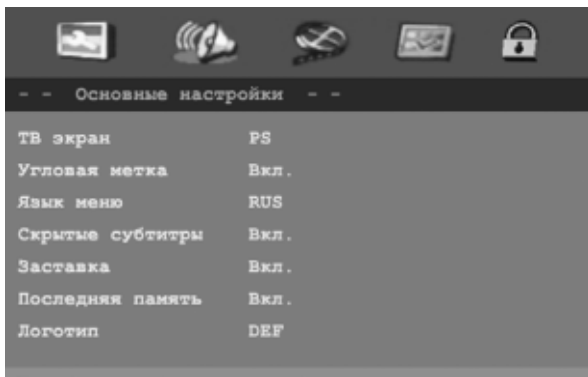 - - Основные настройки - -
ТВ экран PS
Угловая метка Вкл.
Язык меню RUS
Скрытые субтитры Вкл.
Заставка Вкл.
Последняя память Вкл.
Логотип DEF